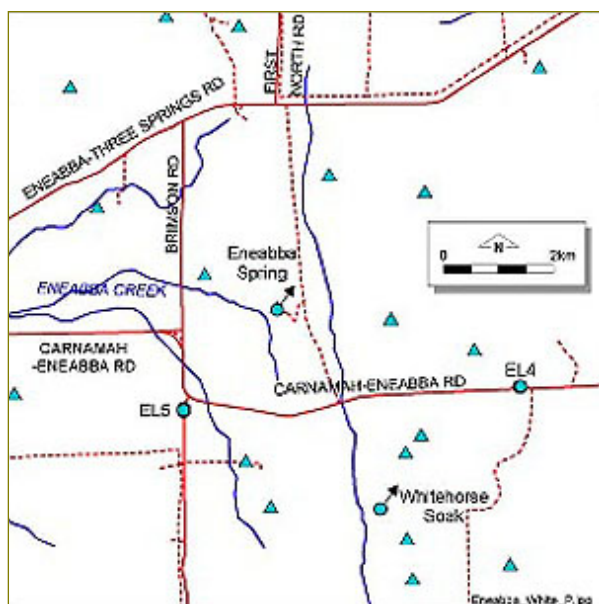 FIRST
NORTH RD
ENEABBA-THREE SPRINGS RD
BRIMSON RD
Eneabba
Spring
N
0 2km
ENEABBA CREEK
CARNAMAH
-ENEABBA RD
CARNAMAH-ENEABBA RD
EL4
EL5
Whitehorse
Soak
Eneabba_White_P.jpg